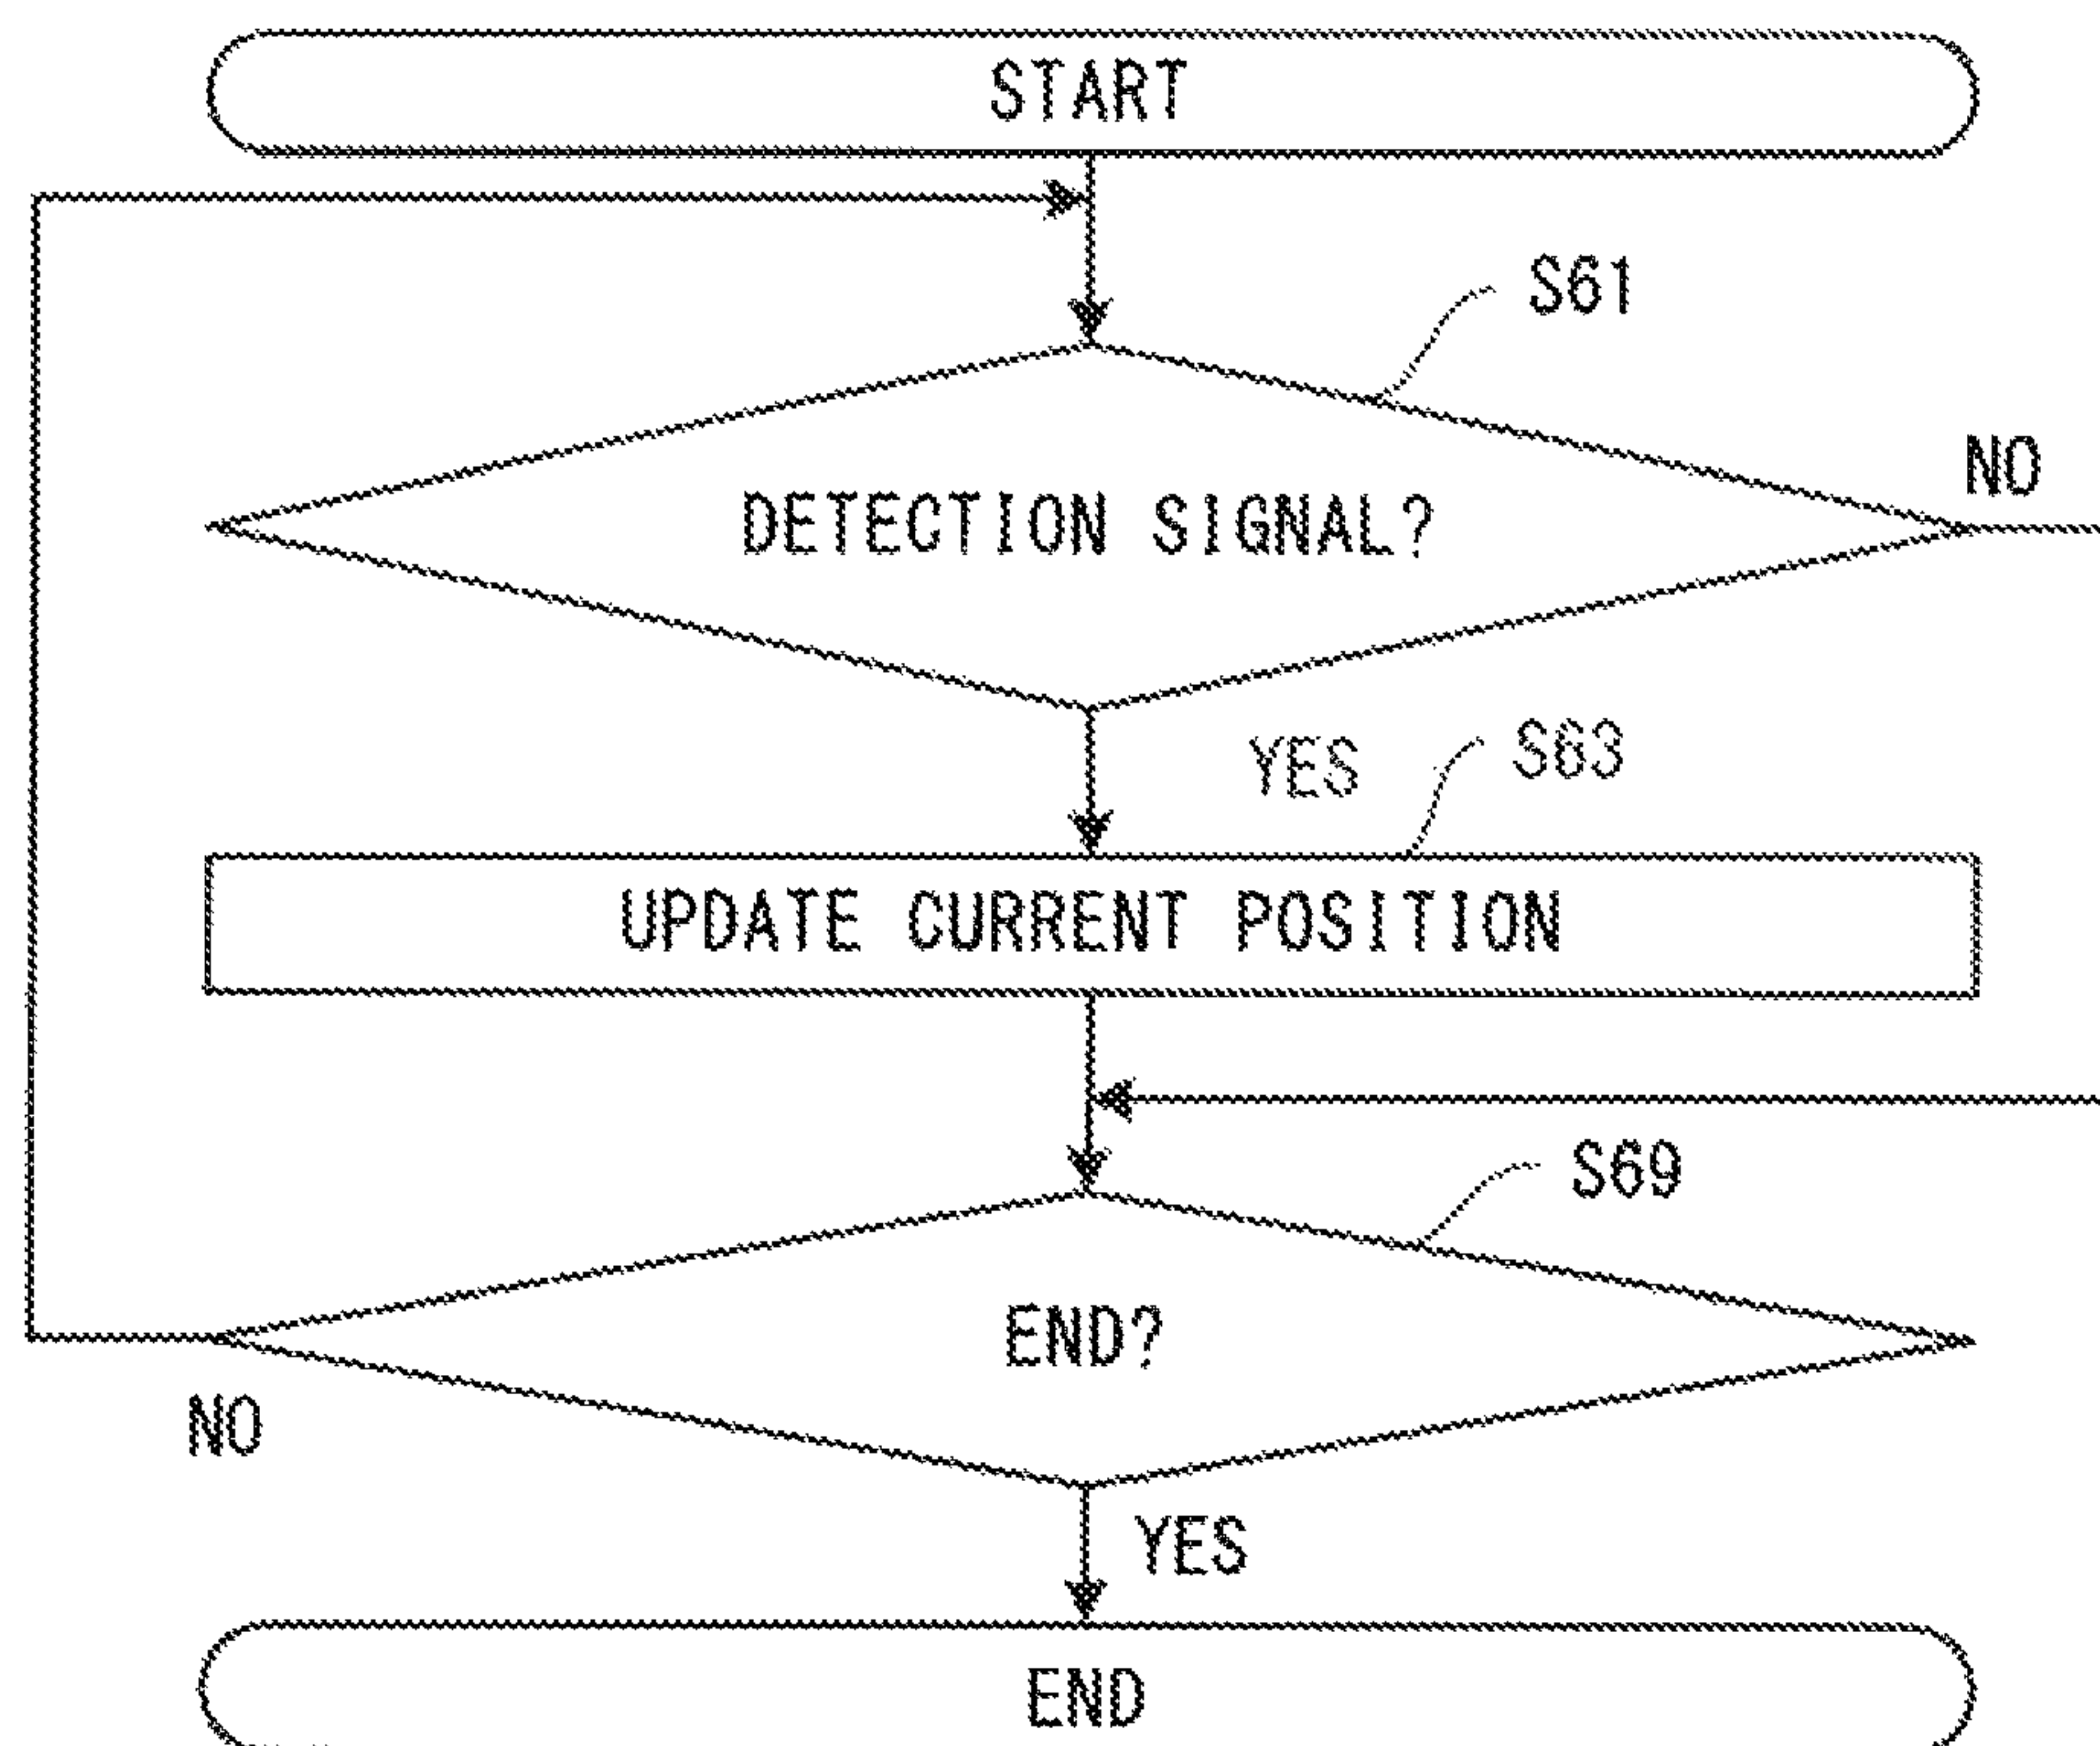 START
S61
NO
DETECTION SIGNAL?
YES
S63
UPDATE CURRENT POSITION
S69
END?
NO
YES
END